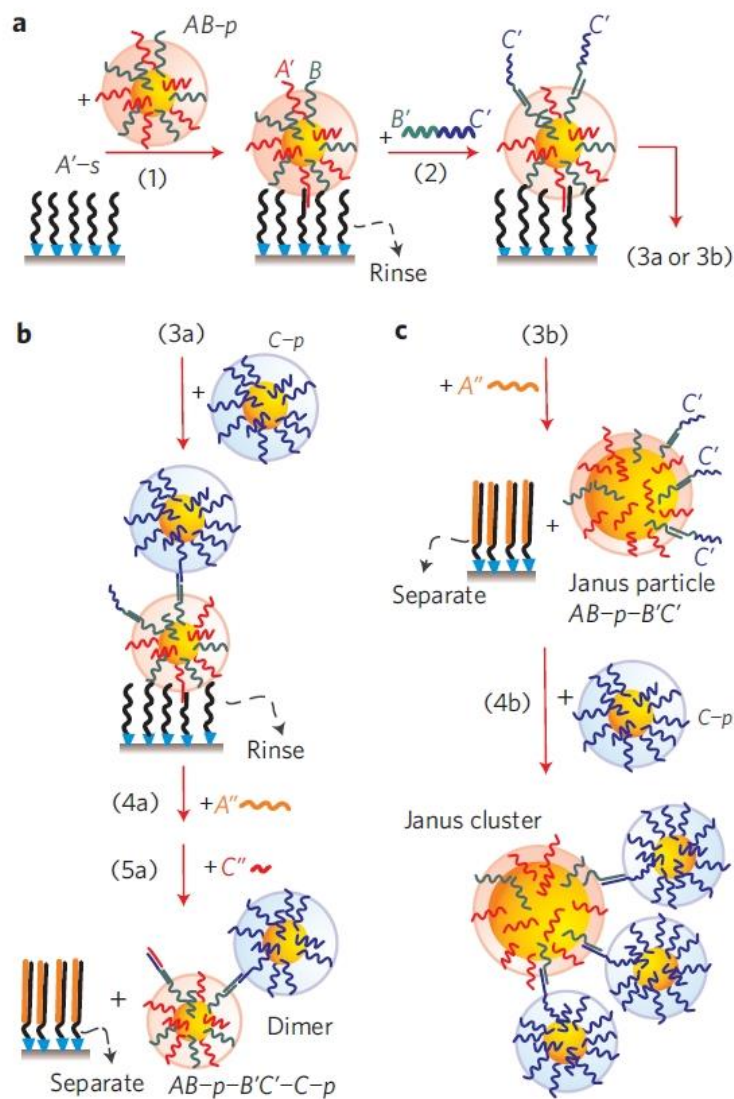 a
AB–p
+
A′–s
(1)
A′ B
Rinse
+ B′ C′
(2)
C′ C′
(3a or 3b)
b
(3a)
+
C–p
Rinse
(4a) +A″
(5a) +C″
+
Separate
Dimer
AB–p–B′C′–C–p
c
(3b)
+ A″
C′
C′
C′
+
Separate
Janus particle
AB–p–B′C′
(4b) +
C–p
Janus cluster